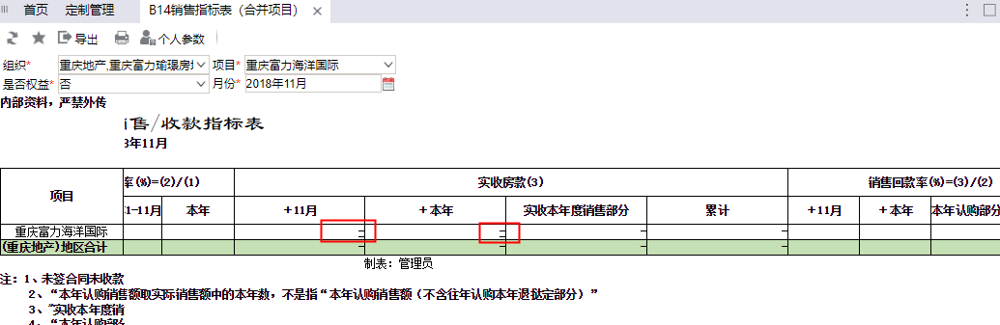 首页 定制管理 B14销售指标表（合并项目） ×
导出 个人参数
组织* 重庆地产,重庆富力瑜璟房 项目* 重庆富力海洋国际
是否权益* 否 月份* 2018年11月
内部资料，严禁外传
售/收款指标表
8年11月
项目 率(%)=(2)/(1) 实收房款(3) 销售回款率(%)=(3)/(2)
1-11月 本年 +11月 +本年 实收本年度销售部分 累计 +11月 +本年 本年认购部分
重庆富力海洋国际 - - - -
(重庆地产)地区合计 - - - -
制表：管理员
注：1、未签合同未收款
2、“本年认购销售额取实际销售额中的本年数，不是指“本年认购销售额（不含往年认购本年退挞定部分）”
3、“实收本年度销
4、“本年认购部分